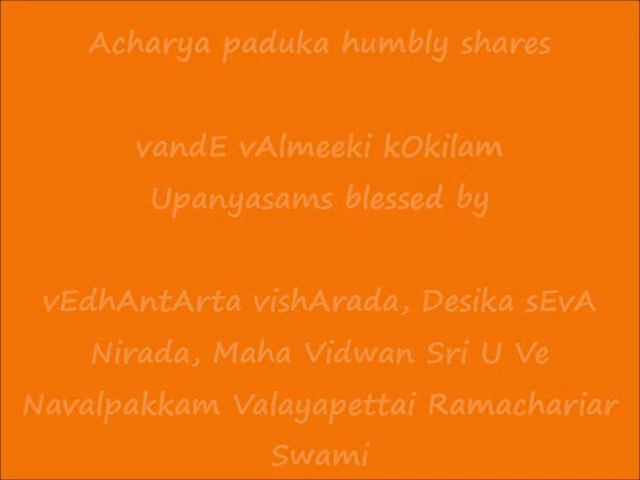 Acharya paduka humbly shares
vandE vAlmeeki kOkilam
Upanyasams blessed by
vEdhAntArta vishArada, Desika sEvA
Nirada, Maha Vidwan Sri U Ve
Navalpakkam Valayapettai Ramachariar
Swami